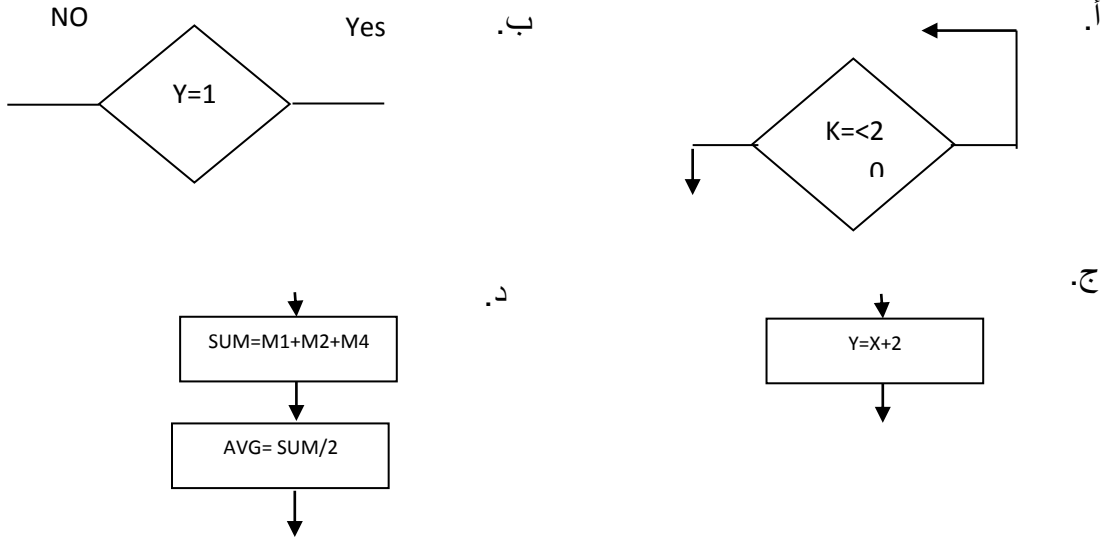 أ.
K=<2
0
ب.
NO
Yes
Y=1
ج.
Y=X+2
د.
SUM=M1+M2+M4
AVG= SUM/2